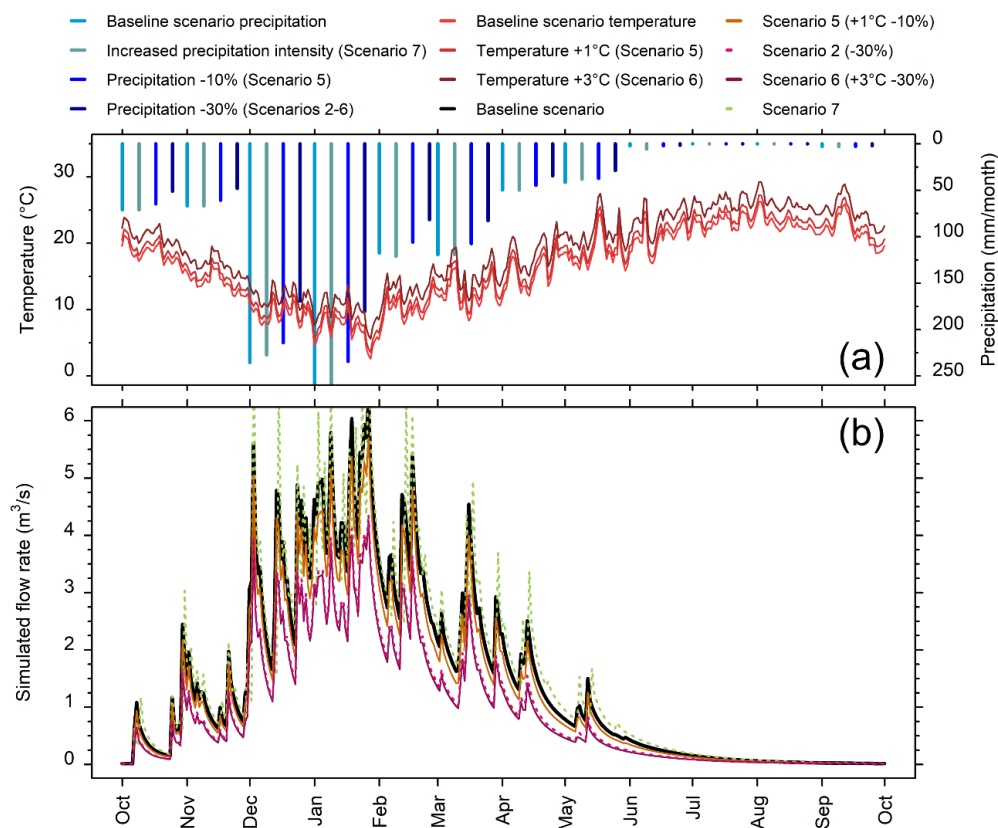 Baseline scenario precipitation
Increased precipitation intensity (Scenario 7)
Precipitation -10% (Scenario 5)
Precipitation -30% (Scenarios 2-6)
Baseline scenario temperature
Temperature +1°C (Scenario 5)
Temperature +3°C (Scenario 6)
Baseline scenario
Scenario 5 (+1°C -10%)
Scenario 2 (-30%)
Scenario 6 (+3°C -30%)
Scenario 7
Temperature (°C)
30
20
10
0
Precipitation (mm/month)
0
50
100
150
200
250
(a)
Simulated flow rate (m³/s)
6
5
4
3
2
1
0
(b)
Oct
Nov
Dec
Jan
Feb
Mar
Apr
May
Jun
Jul
Aug
Sep
Oct